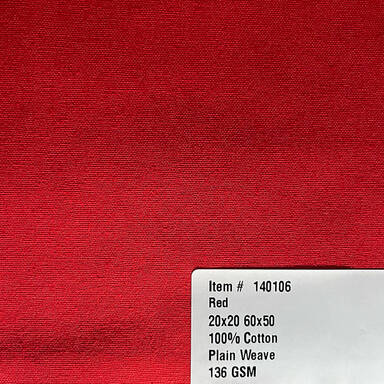 Item # 140106
Red
20x20 60x50
100% Cotton
Plain Weave
136 GSM